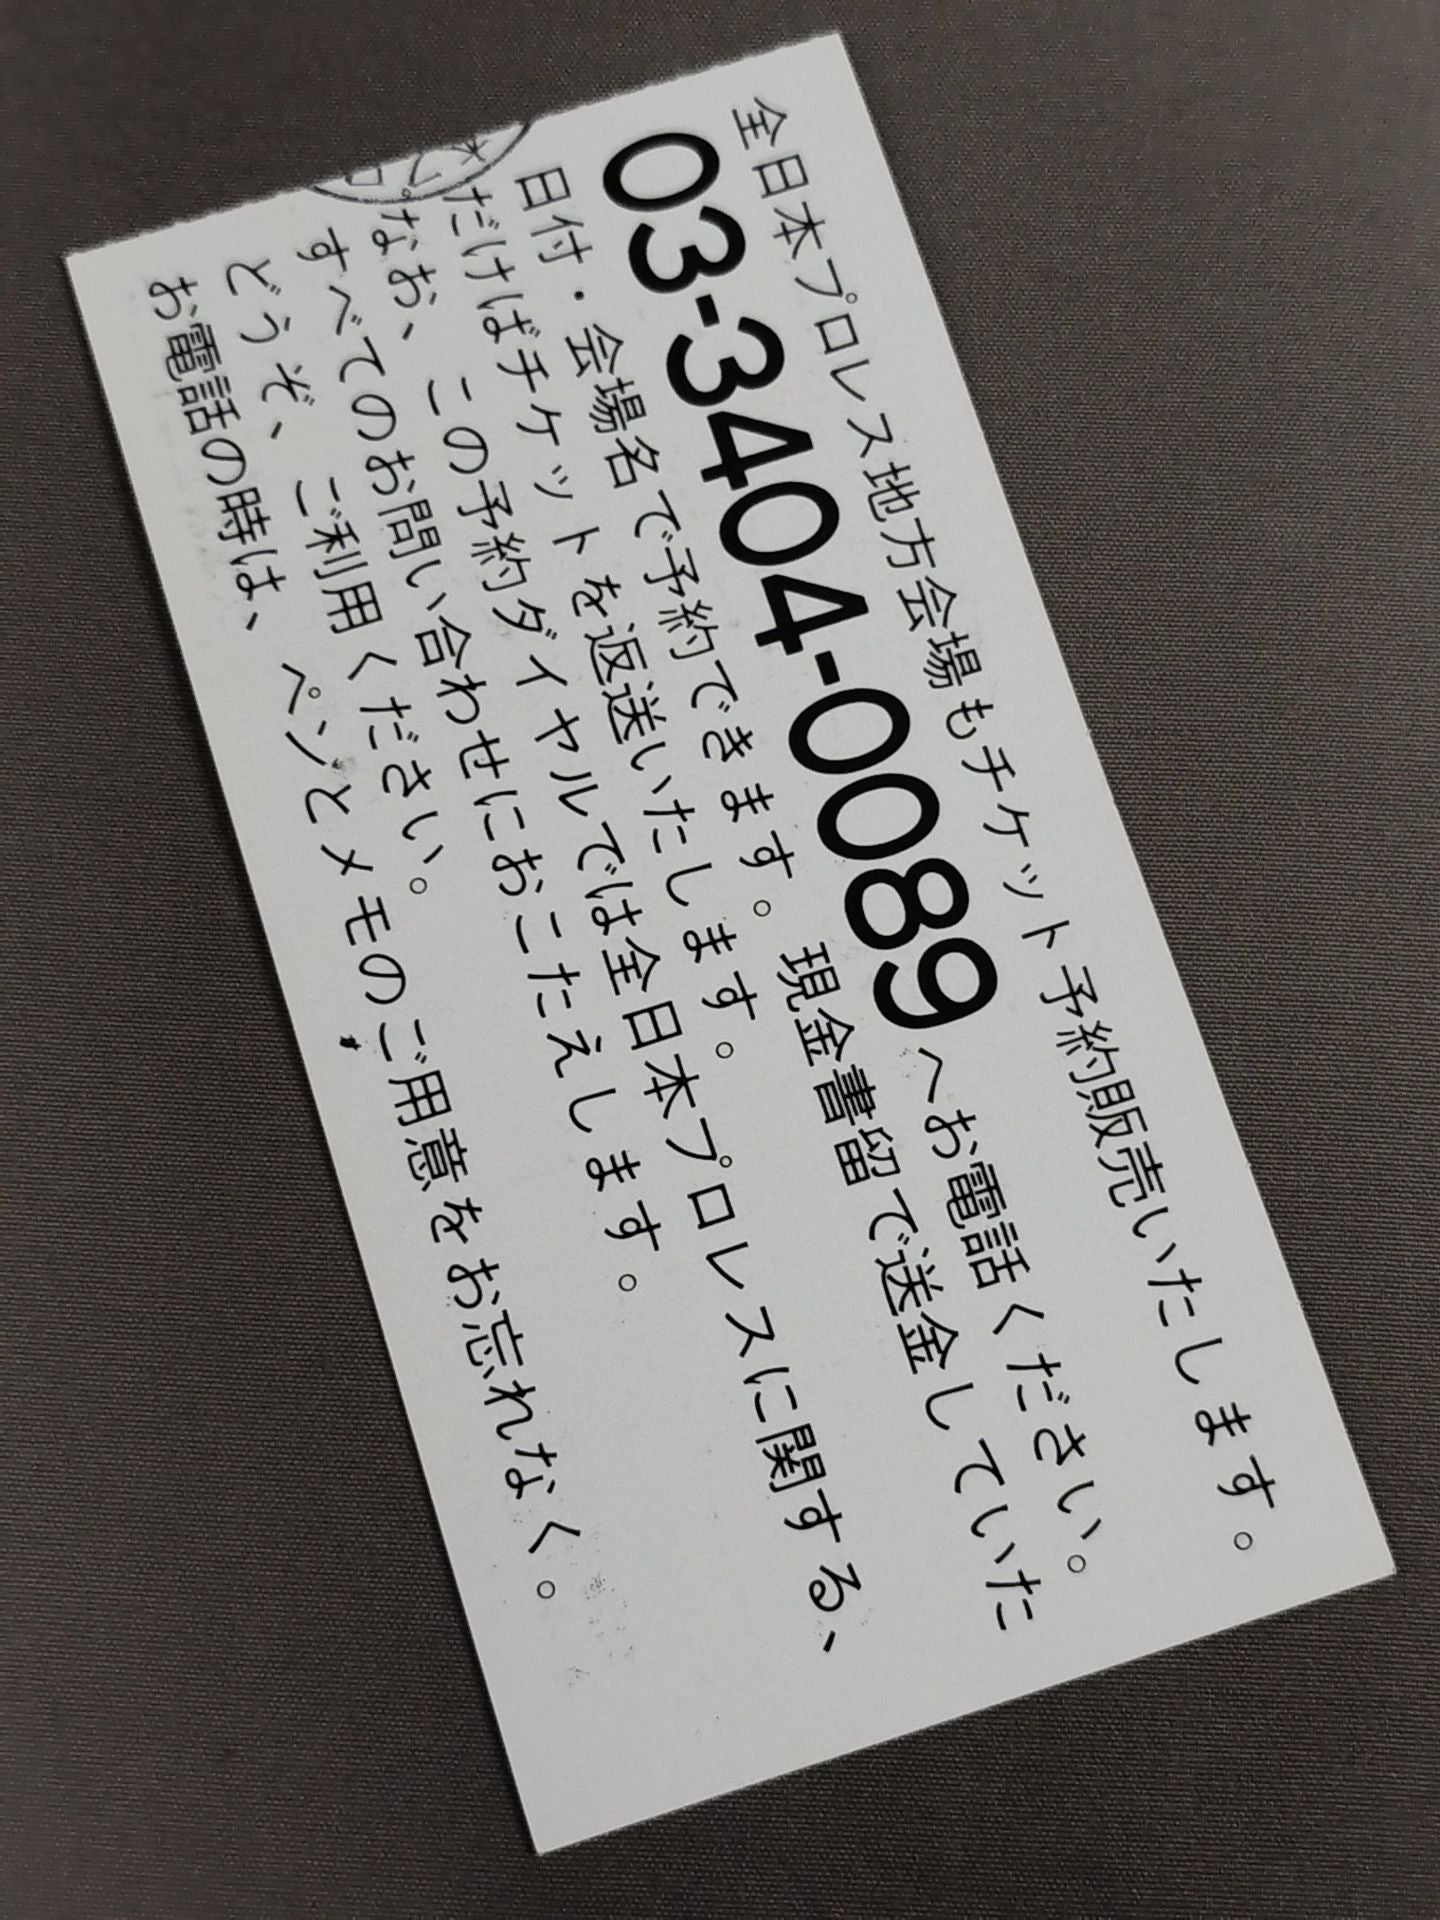 全日本プロレス地方会場もチケット予約販売いたします。
03-3404-0089へお電話ください。
日付・会場名で予約できます。現金書留で送金していた
だければチケットを返送いたします。
なお、この予約ダイヤルでは全日本プロレスに関する、
すべてのお問い合わせにおこたえします。
どうぞ、ご利用ください。
お電話の時は、ペンとメモのご用意をお忘れなく。